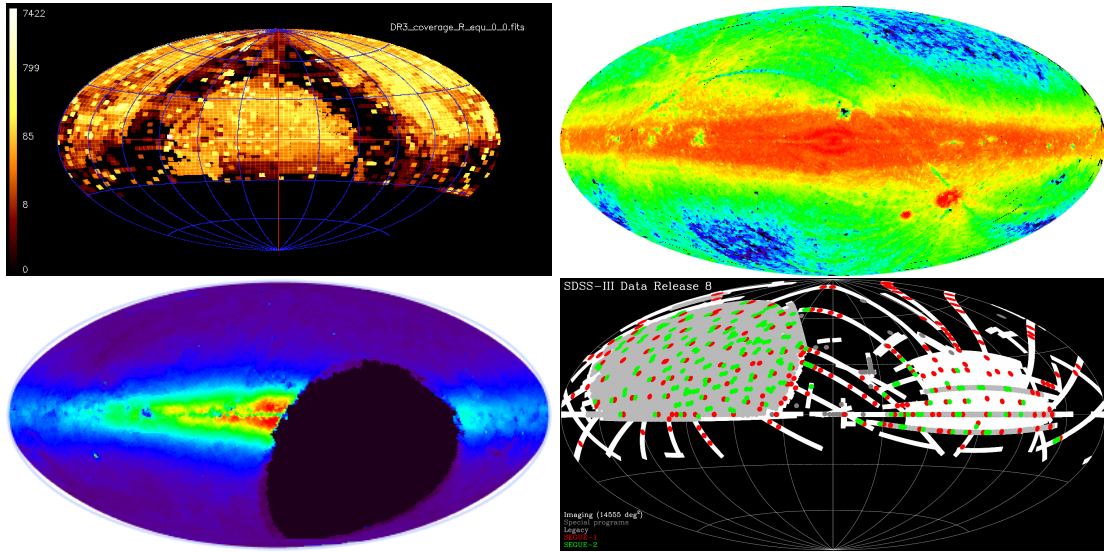 7422
DR3_coverage_R_equ_0_0.fits
799
85
8
0
SDSS-III Data Release 8
Imaging (14555 deg²)
Special programs
Legacy
SEGUE-1
SEGUE-2